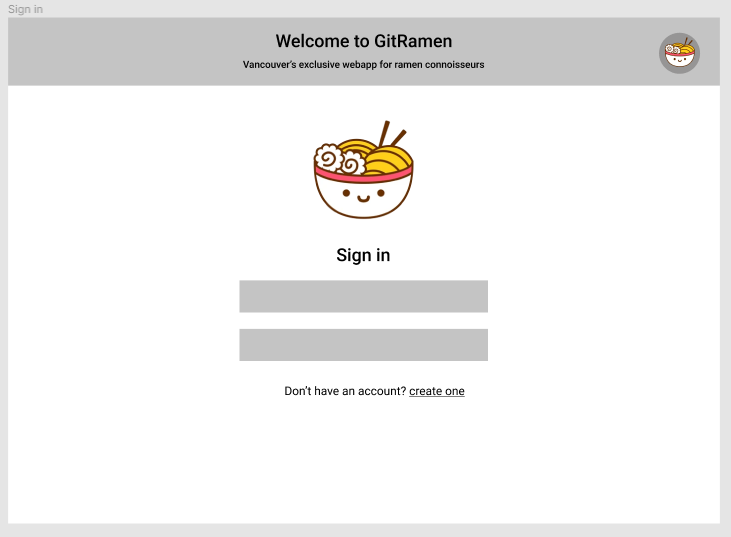 Sign in
Welcome to GitRamen
Vancouver's exclusive webapp for ramen connoisseurs
Sign in
Don't have an account? create one